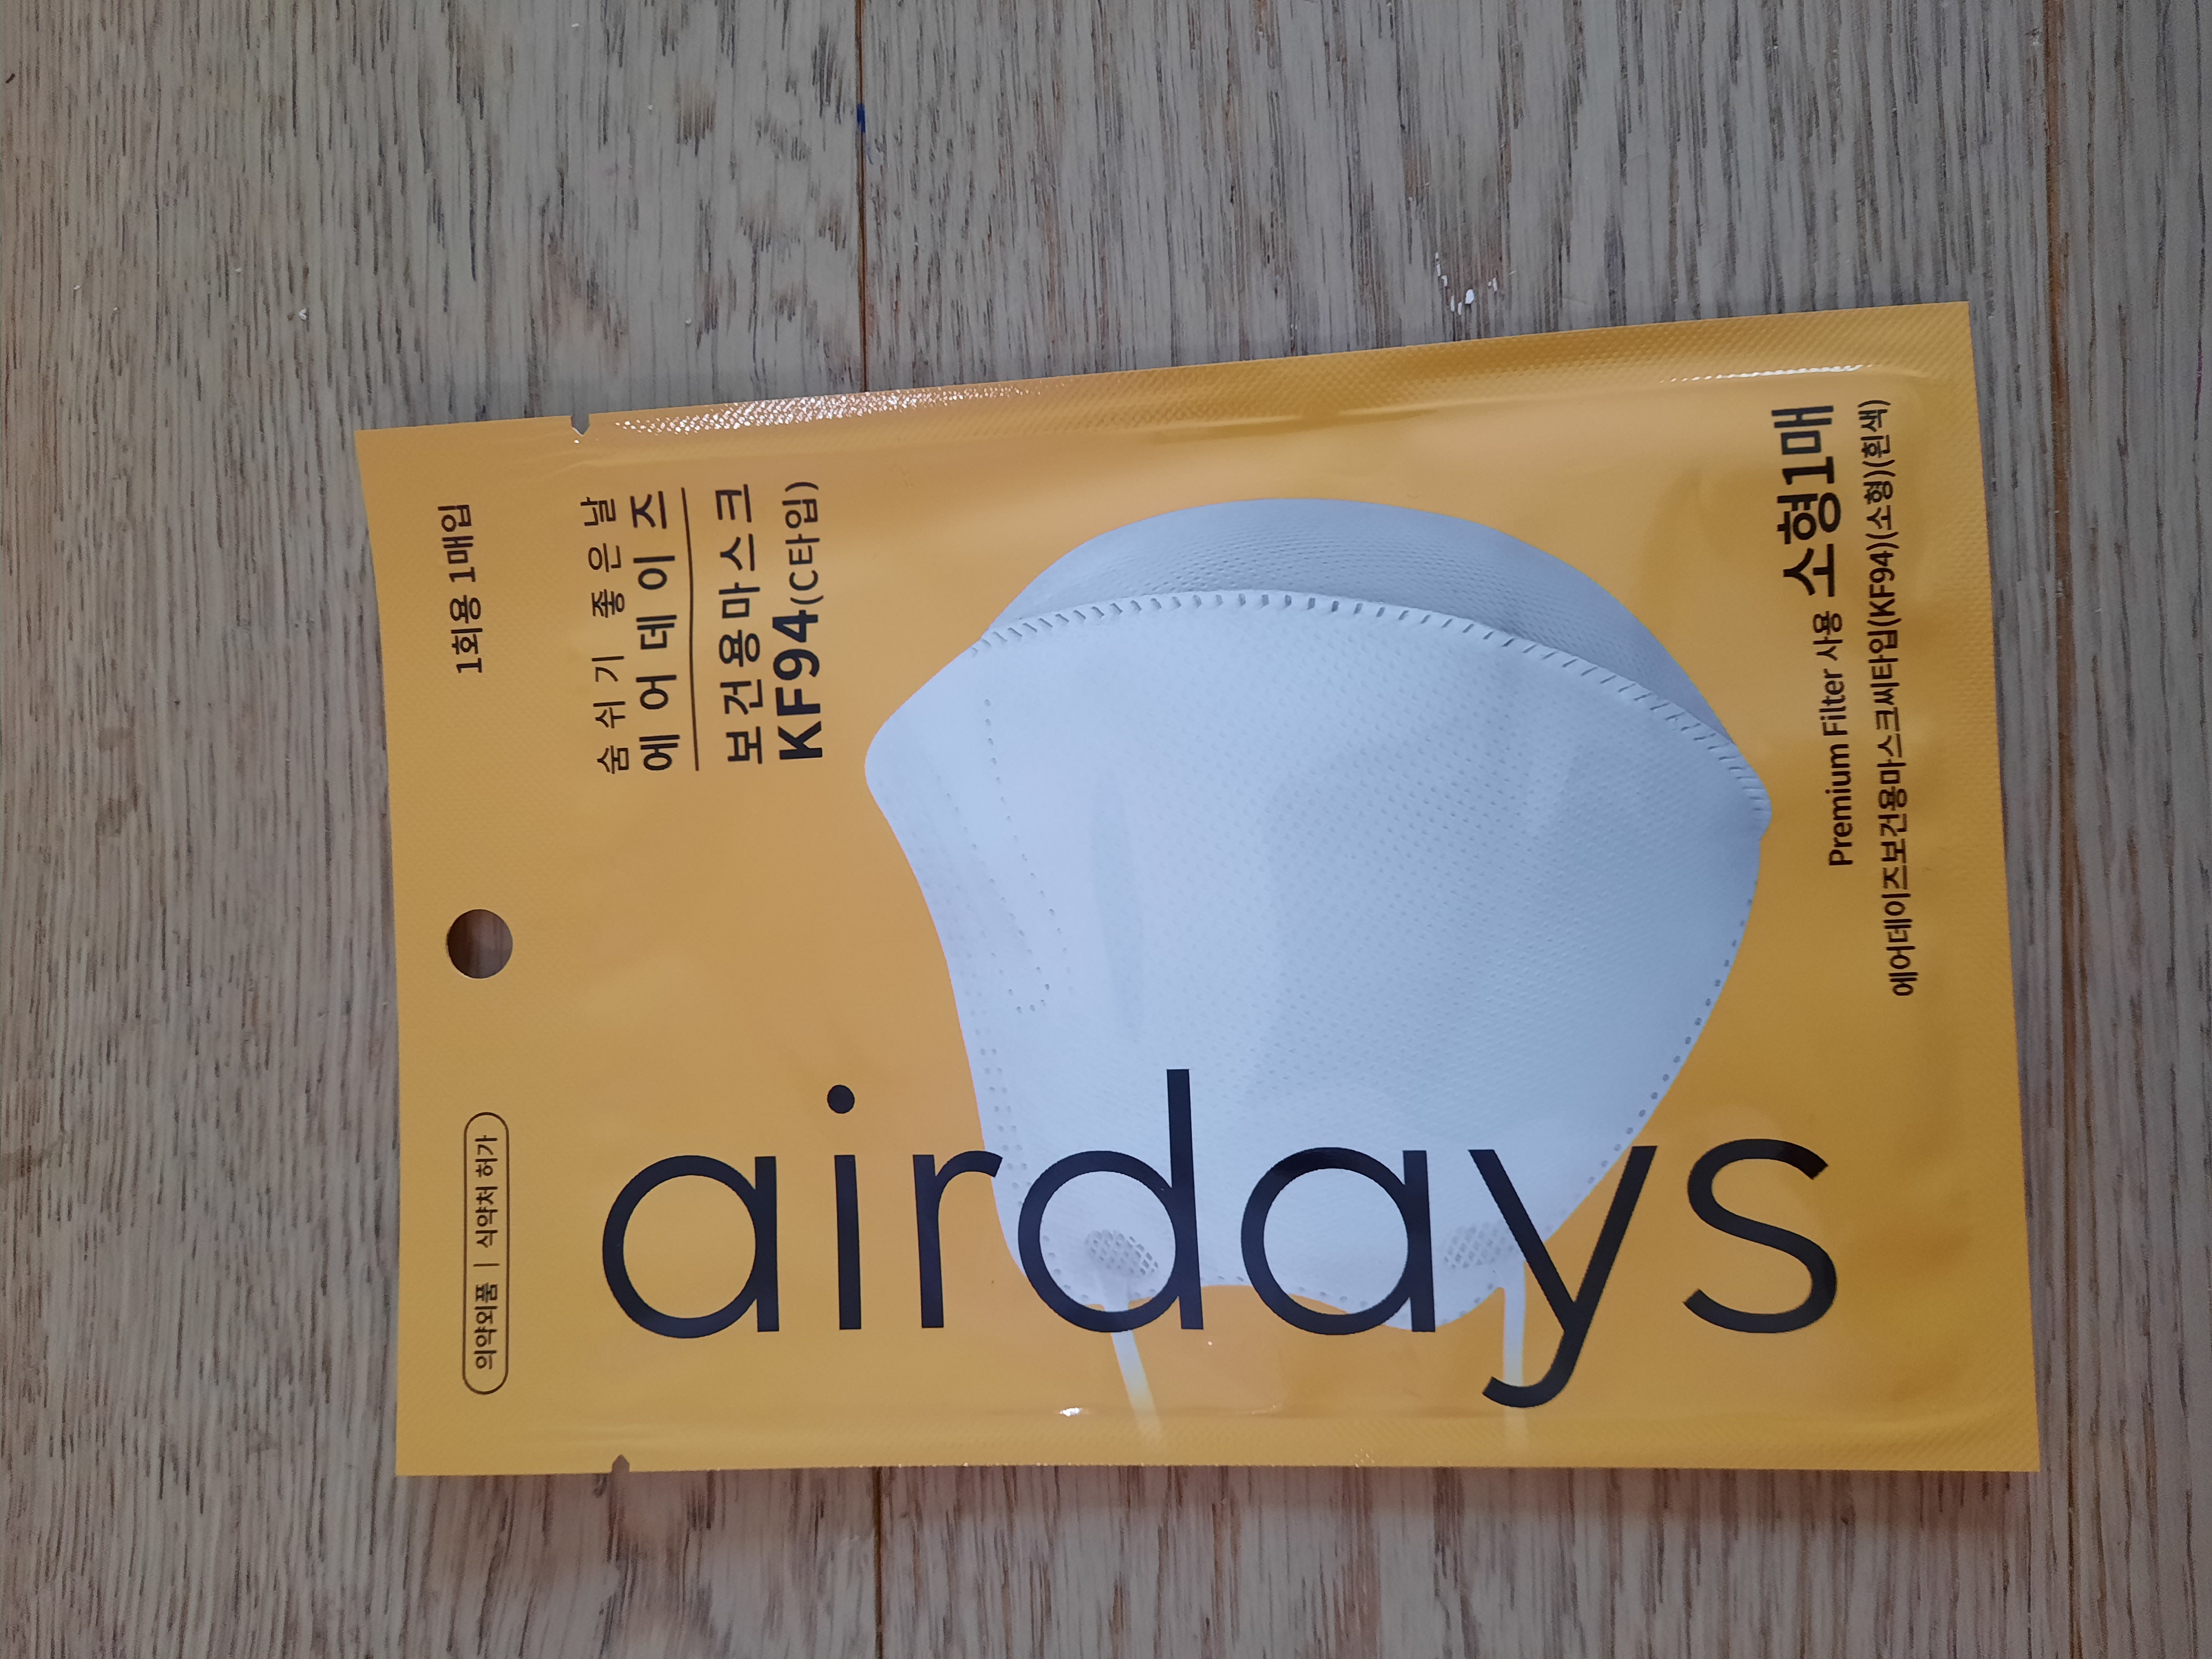 1회용 1매입
의약외품 | 식약처 허가
숨쉬기 좋은날
에어데이즈
보건용마스크
KF94(C타입)
airdays
Premium Filter 사용 소형1매
에어데이즈보건용마스크씨타입(KF94)(소형)(흰색)